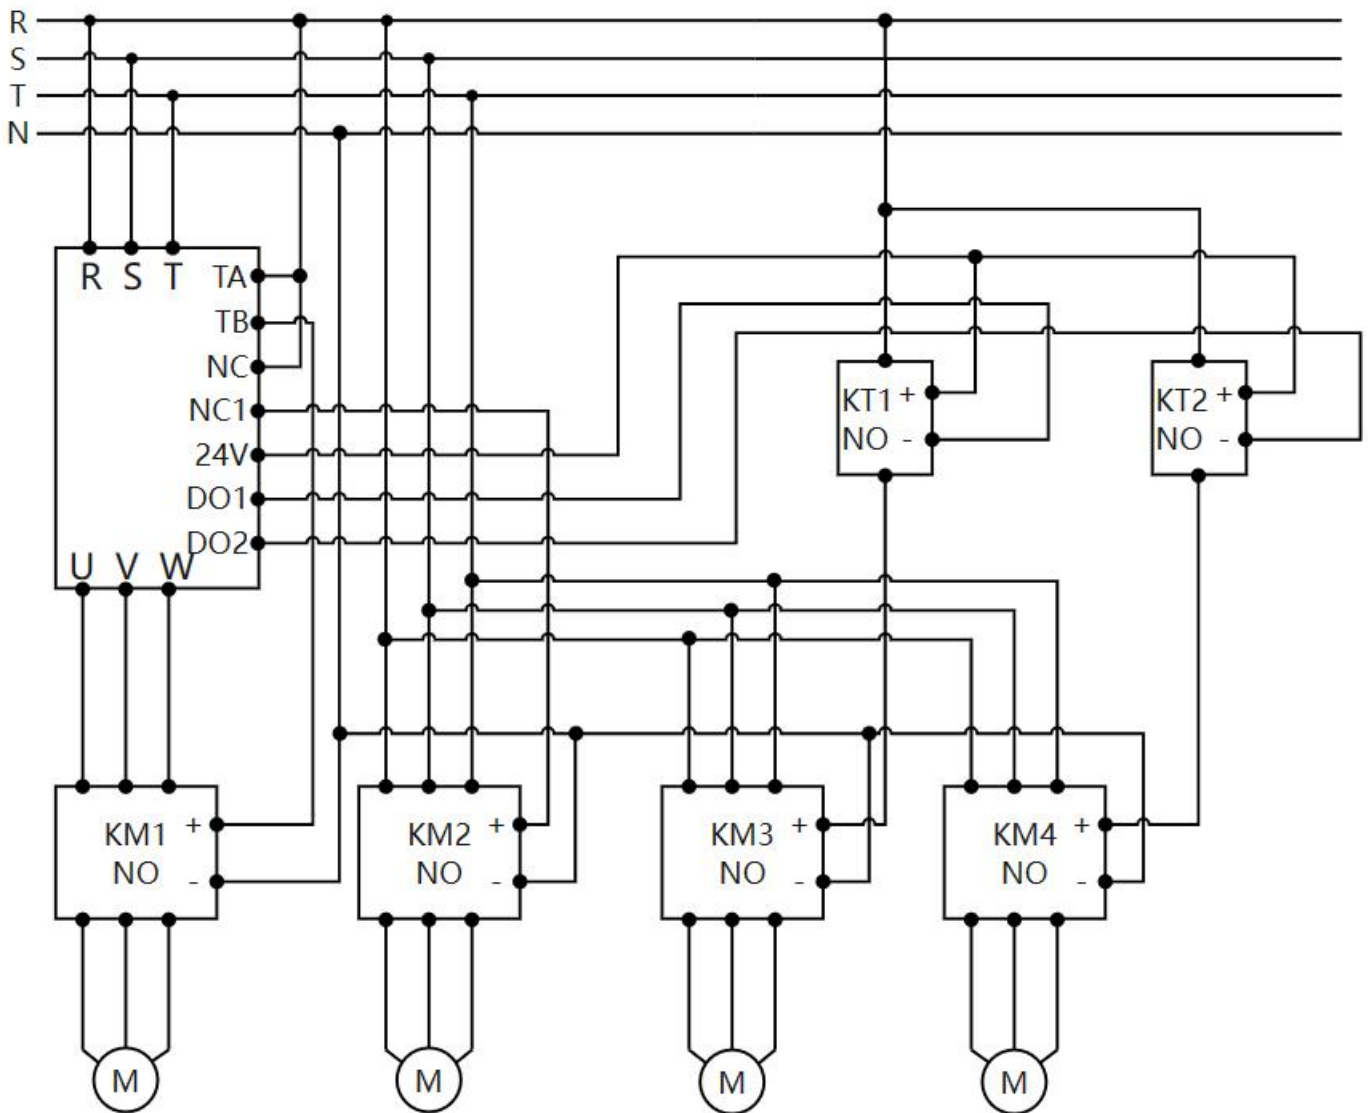 R
S
T
N
R S T
TA
TB
NC
NC1
24V
DO1
DO2
U V W
KT1 +
NO -
KT2 +
NO -
KM1 +
NO -
KM2 +
NO -
KM3 +
NO -
KM4 +
NO -
M
M
M
M